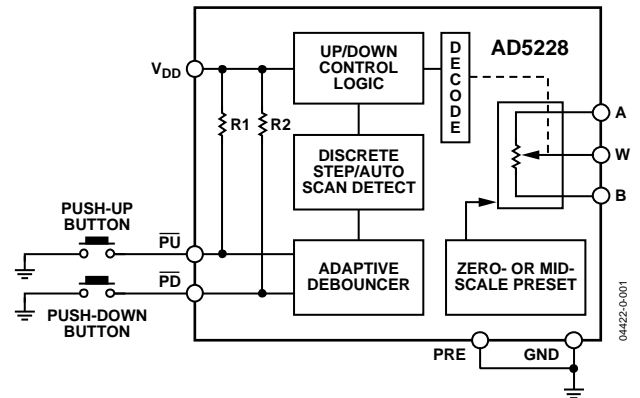 AD5228
V_DD
UP/DOWN
CONTROL
LOGIC
D
E
C
O
D
E
R1
R2
A
W
B
DISCRETE
STEP/AUTO
SCAN DETECT
PUSH-UP
BUTTON
PU
PD
PUSH-DOWN
BUTTON
ADAPTIVE
DEBOUNCER
ZERO- OR MID-
SCALE PRESET
PRE
GND
04422-0-001